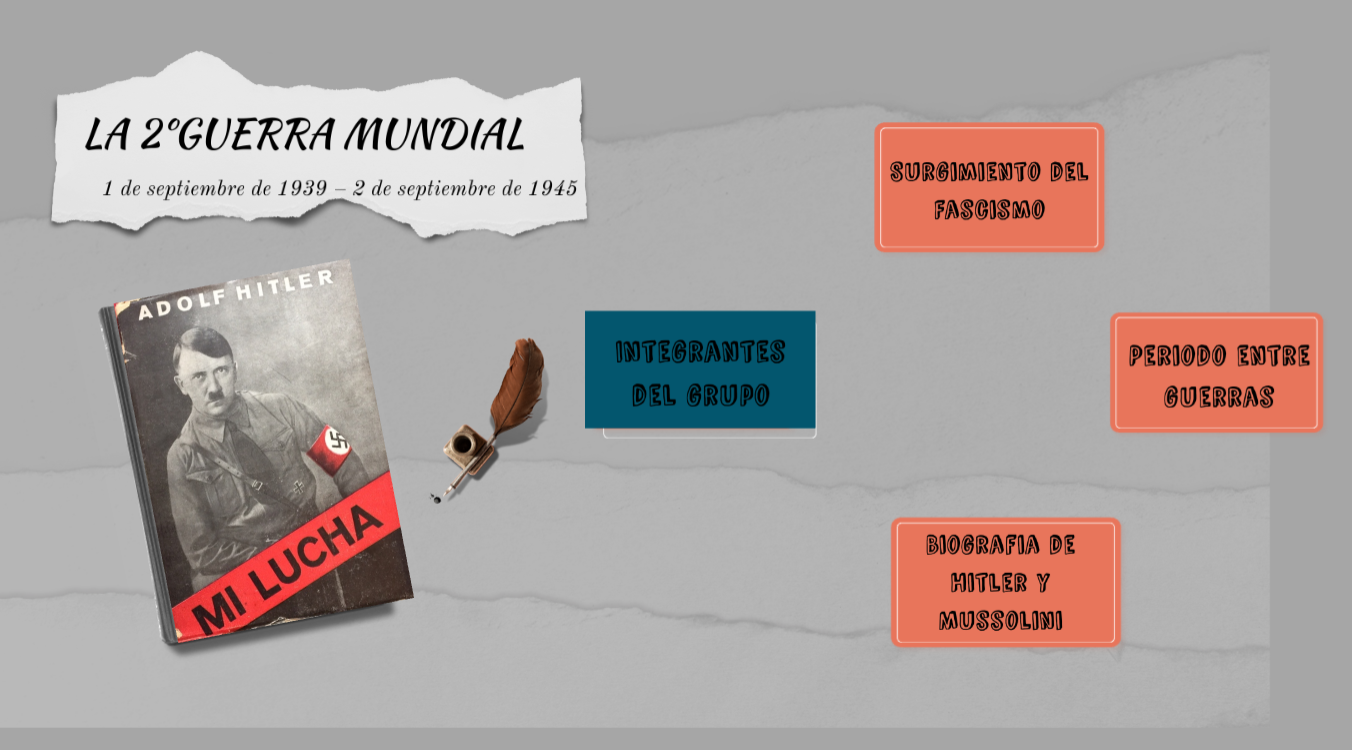 LA 2°GUERRA MUNDIAL
1 de septiembre de 1939 – 2 de septiembre de 1945
ADOLF HITLER
MI LUCHA
INTEGRANTES
DEL GRUPO
SURGIMIENTO DEL
FASCISMO
PERIODO ENTRE
GUERRAS
BIOGRAFIA DE
HITLER Y
MUSSOLINI